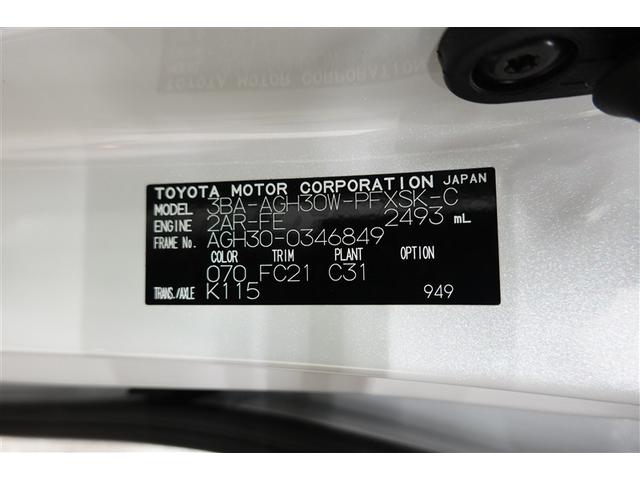 TOYOTA MOTOR CORPORATION JAPAN
MODEL 3BA-AGH30W-PFXSK-C
ENGINE 2AR-FE 2493 mL
FRAME No. AGH30-0346849
COLOR TRIM PLANT OPTION
070 FC21 C31
TRANS./AXLE K115 949